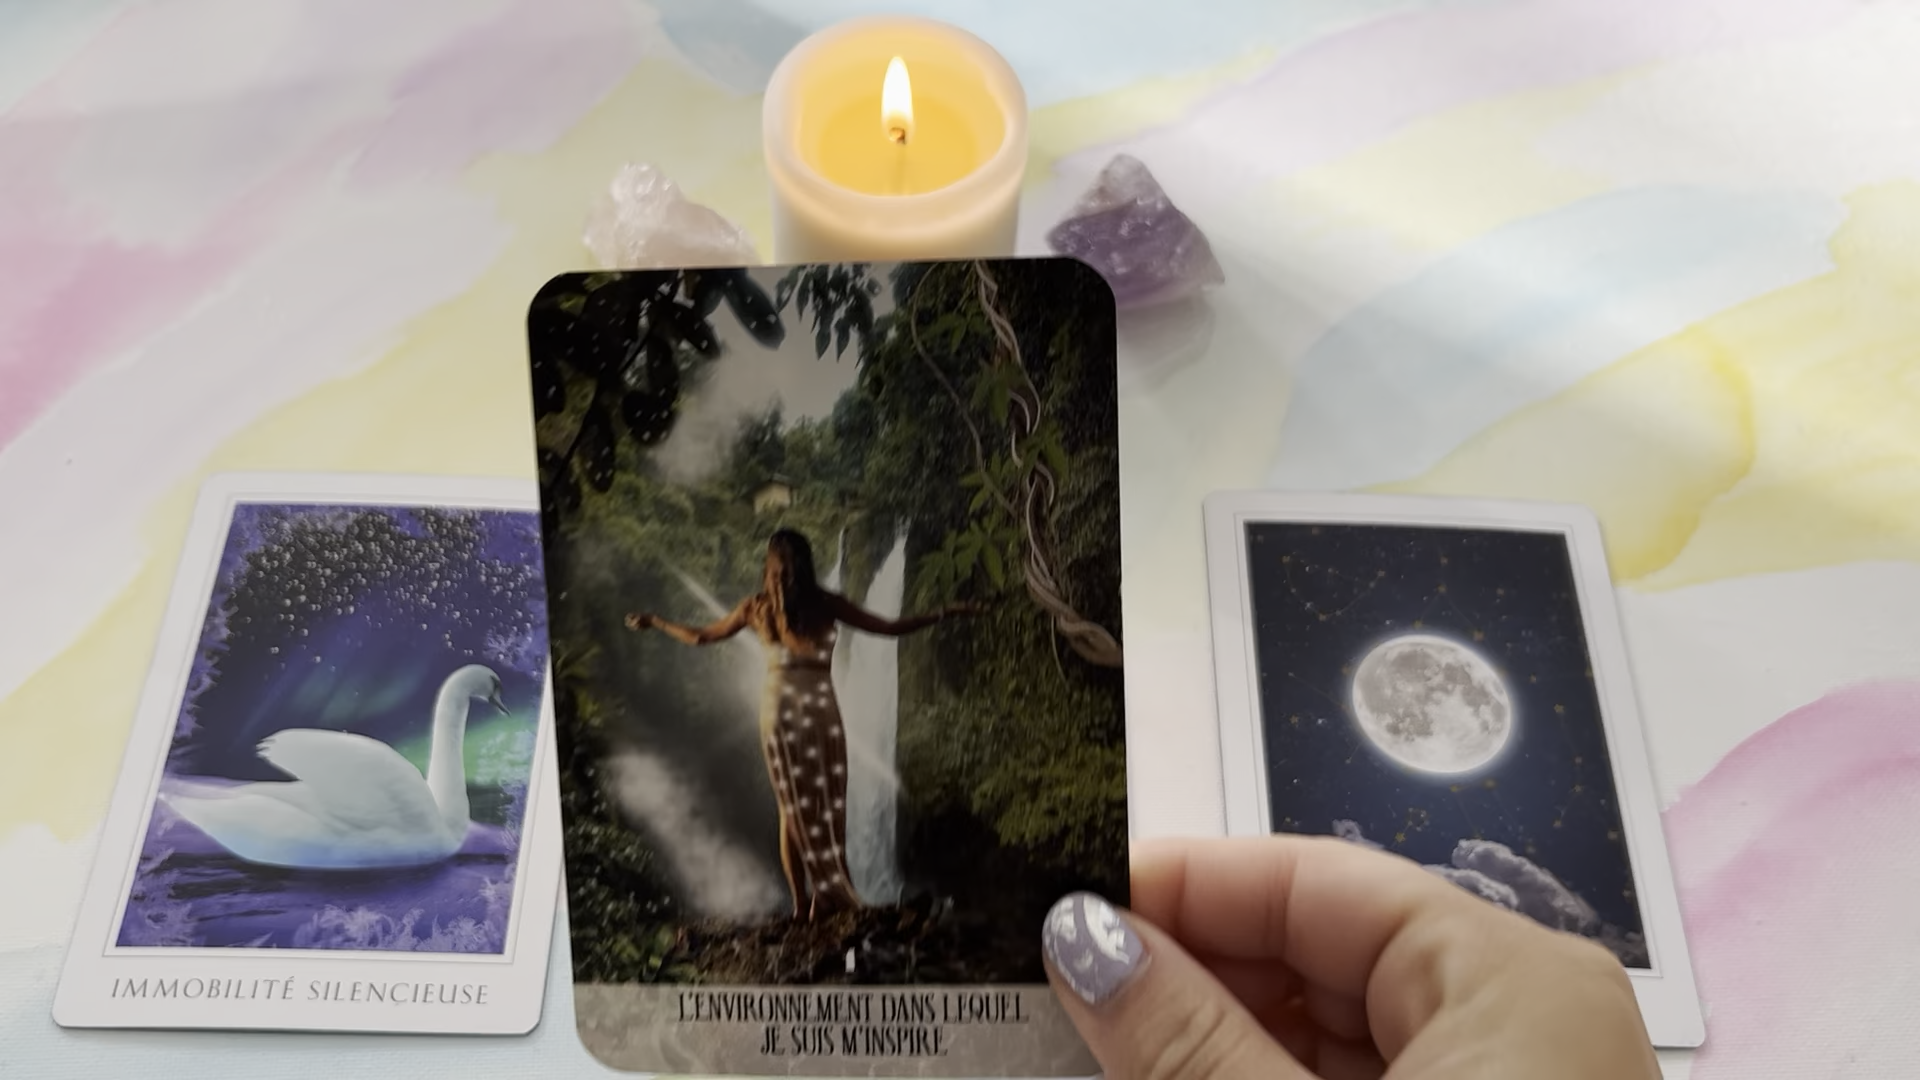 IMMOBILITÉ SILENCIEUSE
L'ENVIRONNEMENT DANS LEQUEL
JE SUIS M'INSPIRE